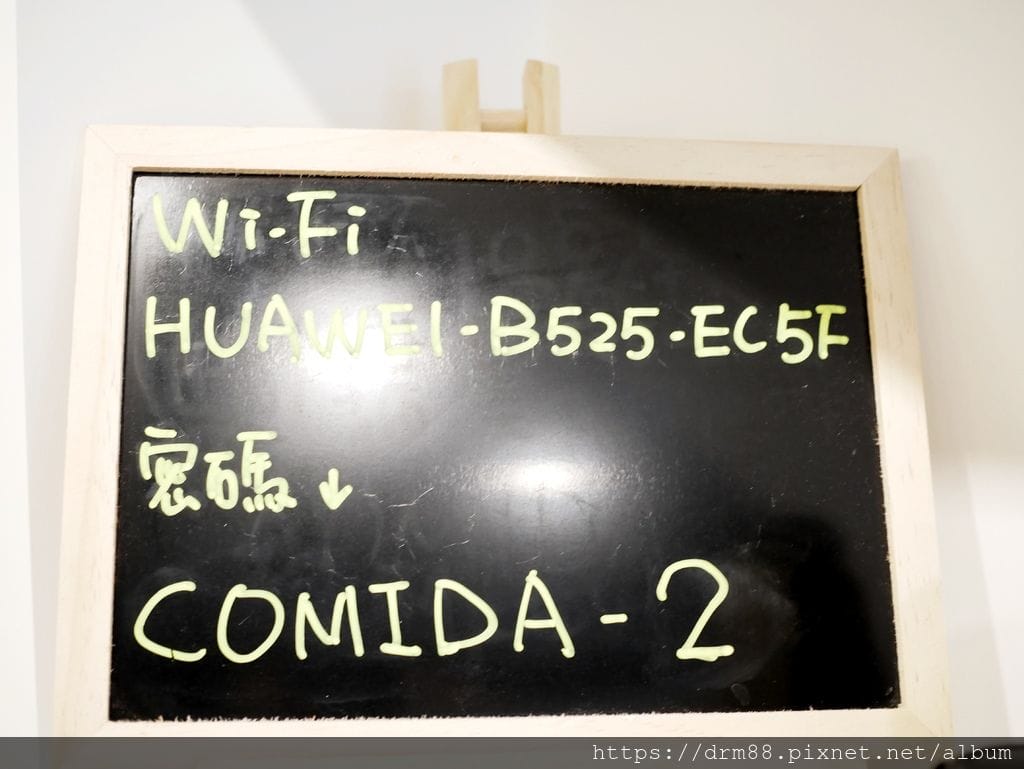 Wi-Fi
HUAWEI-B525-EC5F
密碼↓
COMIDA-2
https://drm88.pixnet.net/album